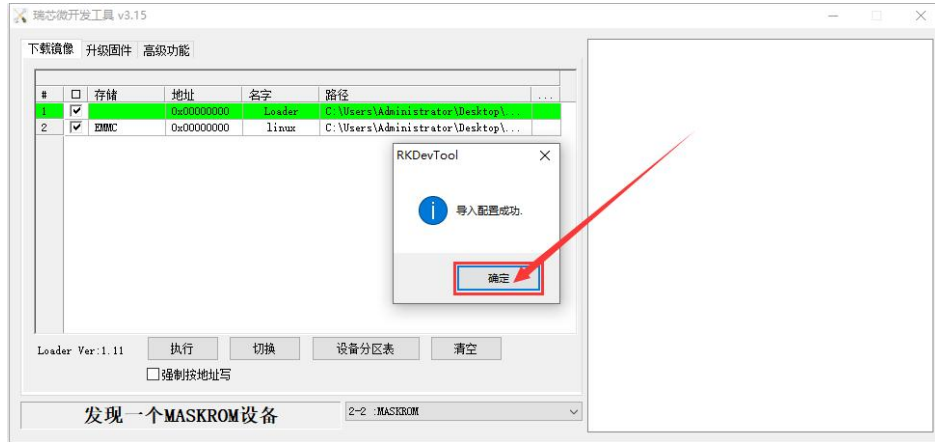 瑞芯微开发工具 v3.15
下载镜像 升级固件 高级功能
# 存储 地址 名字 路径 ...
1 0x00000000 Loader C:\Users\Administrator\Desktop\...
2 EMMC 0x00000000 linux C:\Users\Administrator\Desktop\...
RKDevTool
导入配置成功.
确定
Loader Ver:1.11 执行 切换 设备分区表 清空
强制按地址写
发现一个MASKROM设备 2-2 :MASKROM